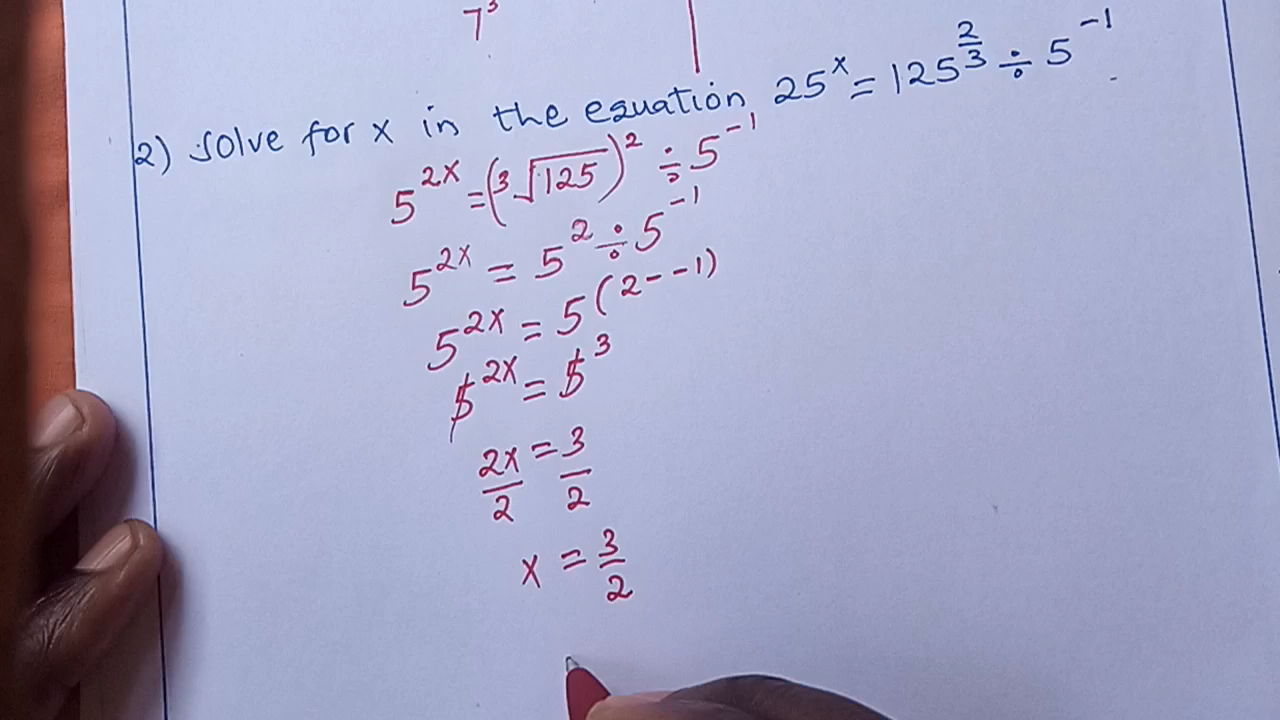 7³
2) Solve for x in the equation 25^x = 125^(2/3) ÷ 5^-1
5^2x = (³√125)² ÷ 5^-1
5^2x = 5² ÷ 5^-1
5^2x = 5^(2--1)
5^2x = 5³
2x/2 = 3/2
x = 3/2